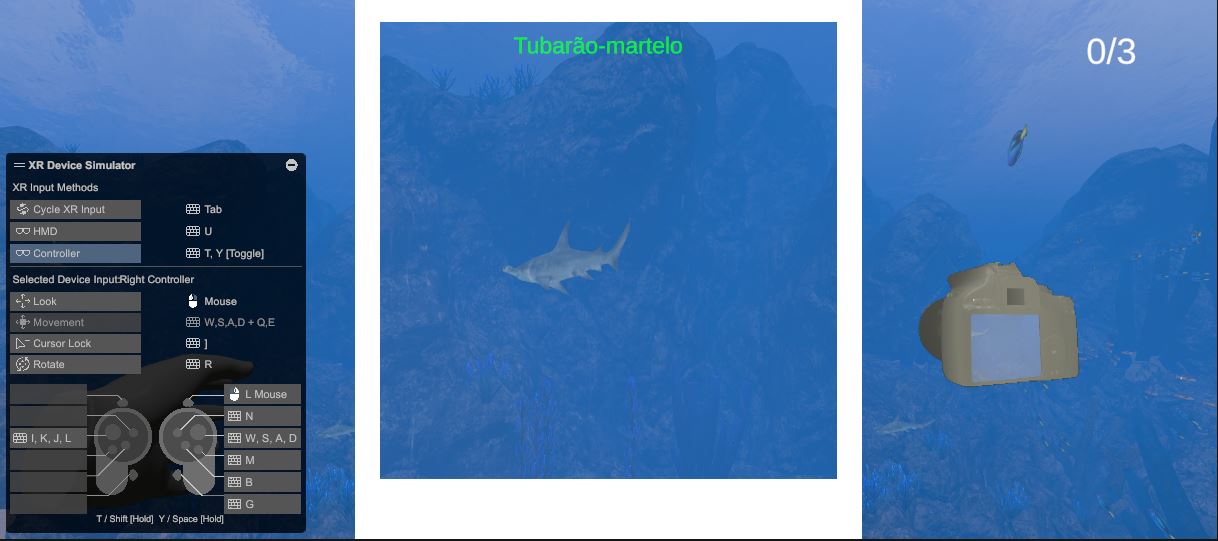 Tubarão-martelo
0/3
XR Device Simulator
XR Input Methods
Cycle XR Input Tab
HMD U
Controller T, Y [Toggle]
Selected Device Input:Right Controller
Look Mouse
Movement W,S,A,D + Q,E
Cursor Lock ]
Rotate R
L Mouse
N
I, K, J, L W, S, A, D
M
B
G
T / Shift [Hold] Y / Space [Hold]